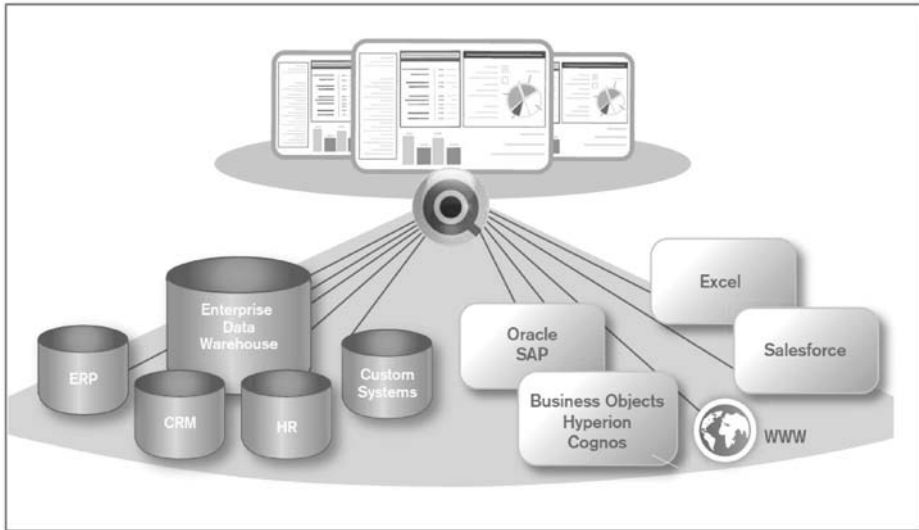 Enterprise
Data
Warehouse
ERP
CRM
HR
Custom
Systems
Oracle
SAP
Business Objects
Hyperion
Cognos
Excel
Salesforce
WWW